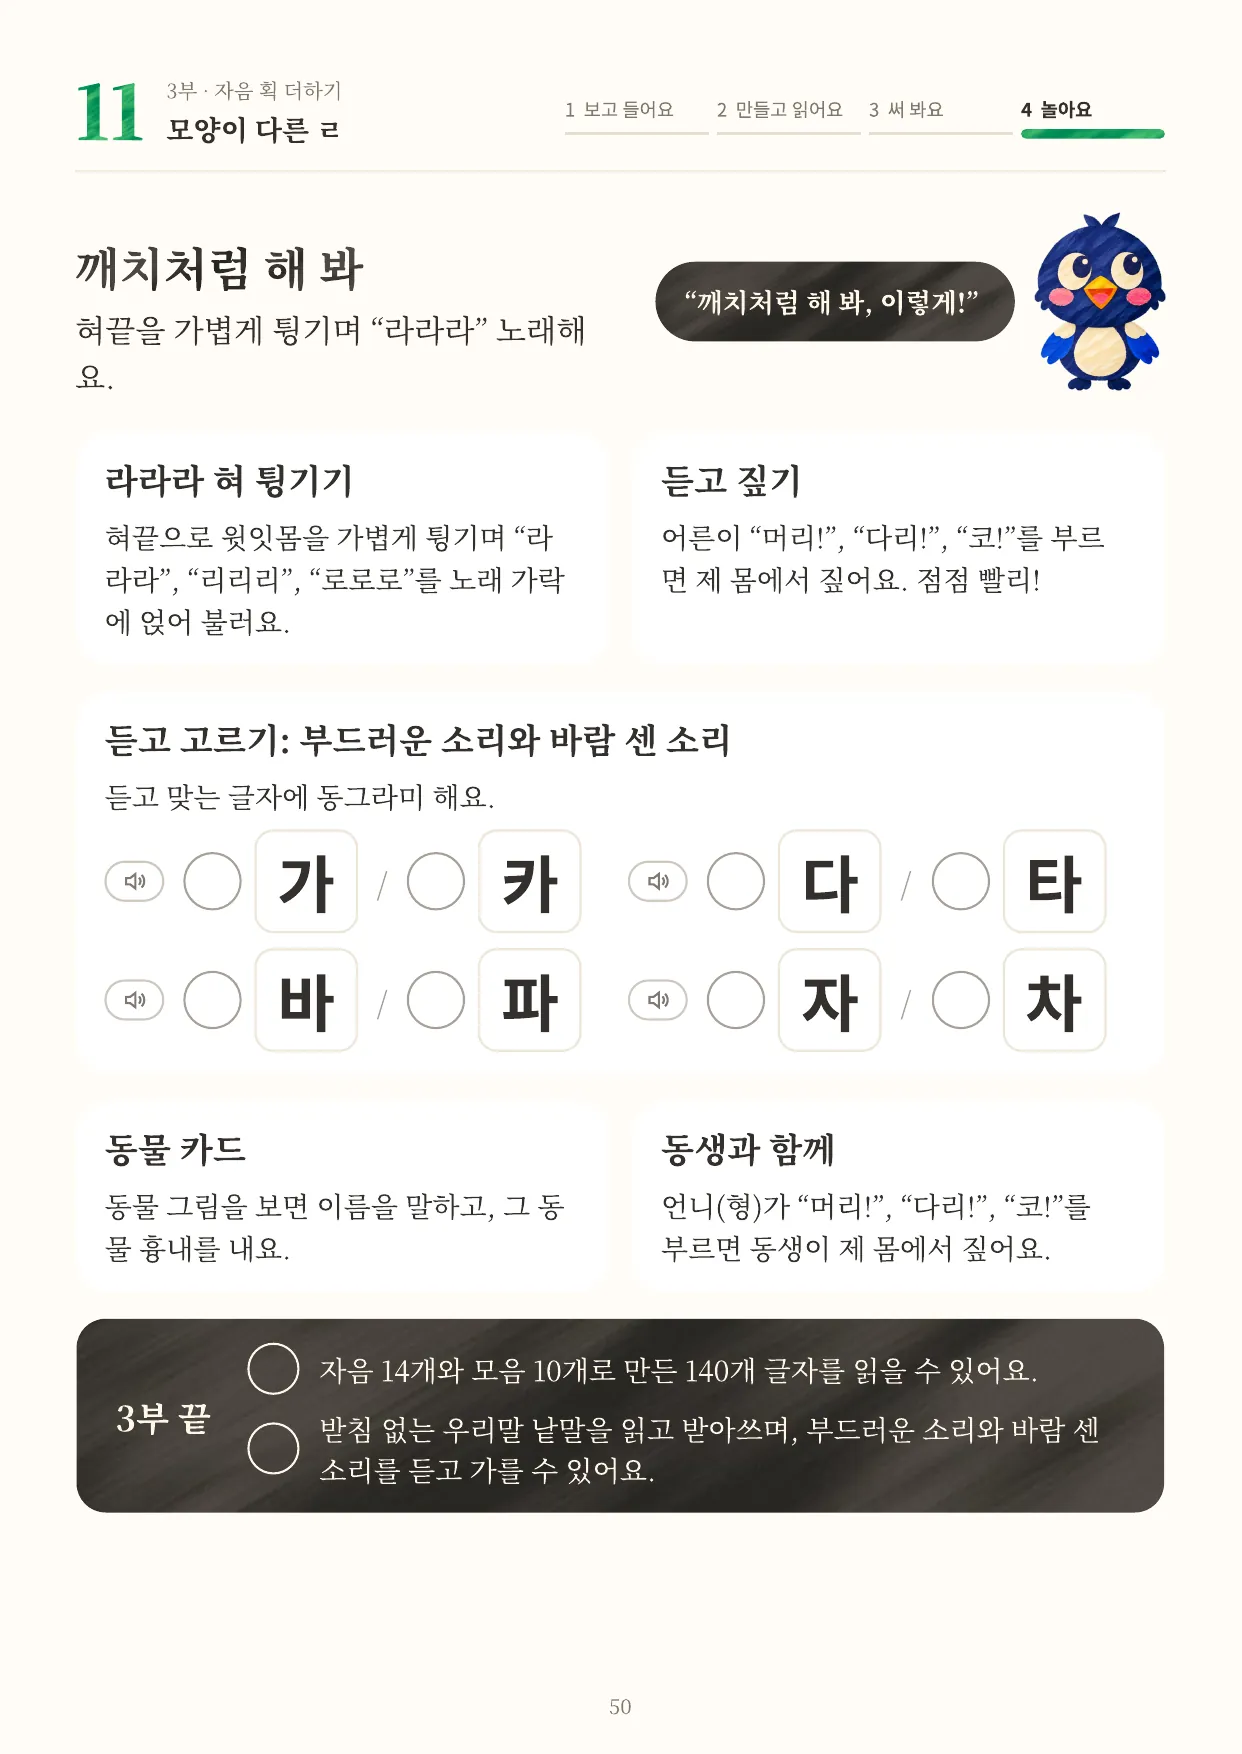 11
3부 · 자음 획 더하기
모양이 다른 ㄹ
1 보고 들어요
2 만들고 읽어요
3 써 봐요
4 놀아요
깨치처럼 해 봐
혀끝을 가볍게 튕기며 “라라라” 노래해
요.
“깨치처럼 해 봐, 이렇게!”
라라라 혀 튕기기
혀끝으로 윗잇몸을 가볍게 튕기며 “라
라라”, “리리리”, “로로로”를 노래 가락
에 얹어 불러요.
듣고 짚기
어른이 “머리!”, “다리!”, “코!”를 부르
면 제 몸에서 짚어요. 점점 빨리!
듣고 고르기: 부드러운 소리와 바람 센 소리
듣고 맞는 글자에 동그라미 해요.
가 / 카
다 / 타
바 / 파
자 / 차
동물 카드
동물 그림을 보면 이름을 말하고, 그 동
물 흉내를 내요.
동생과 함께
언니(형)가 “머리!”, “다리!”, “코!”를
부르면 동생이 제 몸에서 짚어요.
3부 끝
자음 14개와 모음 10개로 만든 140개 글자를 읽을 수 있어요.
받침 없는 우리말 낱말을 읽고 받아쓰며, 부드러운 소리와 바람 센
소리를 듣고 가를 수 있어요.
50